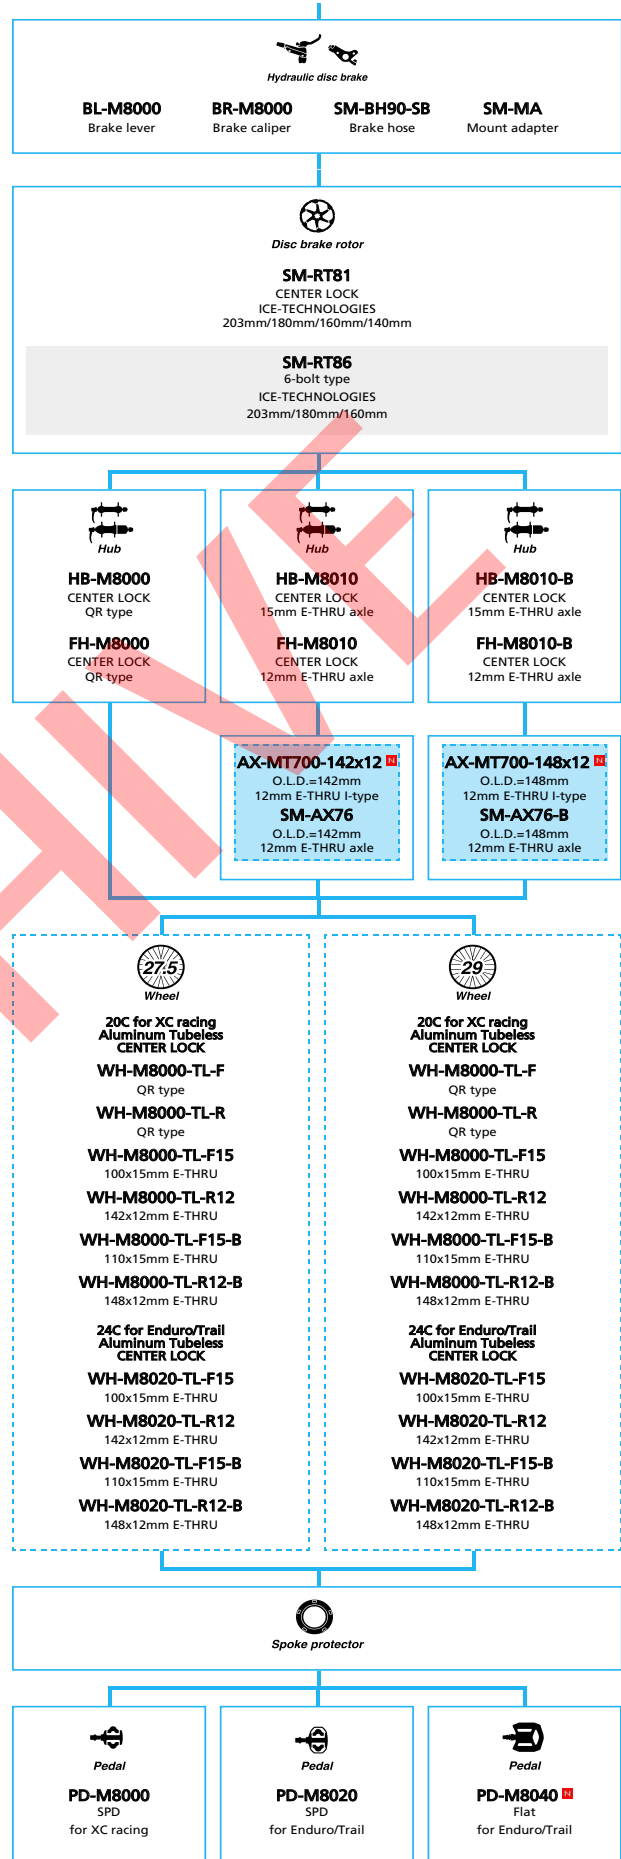 Hydraulic disc brake
BL-M8000 BR-M8000 SM-BH90-SB SM-MA
Brake lever Brake caliper Brake hose Mount adapter
Disc brake rotor
SM-RT81
CENTER LOCK
ICE-TECHNOLOGIES
203mm/180mm/160mm/140mm
SM-RT86
6-bolt type
ICE-TECHNOLOGIES
203mm/180mm/160mm
Hub
HB-M8000
CENTER LOCK
QR type
FH-M8000
CENTER LOCK
QR type
Hub
HB-M8010
CENTER LOCK
15mm E-THRU axle
FH-M8010
CENTER LOCK
12mm E-THRU axle
Hub
HB-M8010-B
CENTER LOCK
15mm E-THRU axle
FH-M8010-B
CENTER LOCK
12mm E-THRU axle
AX-MT700-142x12 N
O.L.D.=142mm
12mm E-THRU I-type
SM-AX76
O.L.D.=142mm
12mm E-THRU axle
AX-MT700-148x12 N
O.L.D.=148mm
12mm E-THRU I-type
SM-AX76-B
O.L.D.=148mm
12mm E-THRU axle
27.5
Wheel
20C for XC racing
Aluminum Tubeless
CENTER LOCK
WH-M8000-TL-F
QR type
WH-M8000-TL-R
QR type
WH-M8000-TL-F15
100x15mm E-THRU
WH-M8000-TL-R12
142x12mm E-THRU
WH-M8000-TL-F15-B
110x15mm E-THRU
WH-M8000-TL-R12-B
148x12mm E-THRU
24C for Enduro/Trail
Aluminum Tubeless
CENTER LOCK
WH-M8020-TL-F15
100x15mm E-THRU
WH-M8020-TL-R12
142x12mm E-THRU
WH-M8020-TL-F15-B
110x15mm E-THRU
WH-M8020-TL-R12-B
148x12mm E-THRU
29
Wheel
20C for XC racing
Aluminum Tubeless
CENTER LOCK
WH-M8000-TL-F
QR type
WH-M8000-TL-R
QR type
WH-M8000-TL-F15
100x15mm E-THRU
WH-M8000-TL-R12
142x12mm E-THRU
WH-M8000-TL-F15-B
110x15mm E-THRU
WH-M8000-TL-R12-B
148x12mm E-THRU
24C for Enduro/Trail
Aluminum Tubeless
CENTER LOCK
WH-M8020-TL-F15
100x15mm E-THRU
WH-M8020-TL-R12
142x12mm E-THRU
WH-M8020-TL-F15-B
110x15mm E-THRU
WH-M8020-TL-R12-B
148x12mm E-THRU
Spoke protector
Pedal
PD-M8000
SPD
for XC racing
Pedal
PD-M8020
SPD
for Enduro/Trail
Pedal
PD-M8040 N
Flat
for Enduro/Trail
HIVE